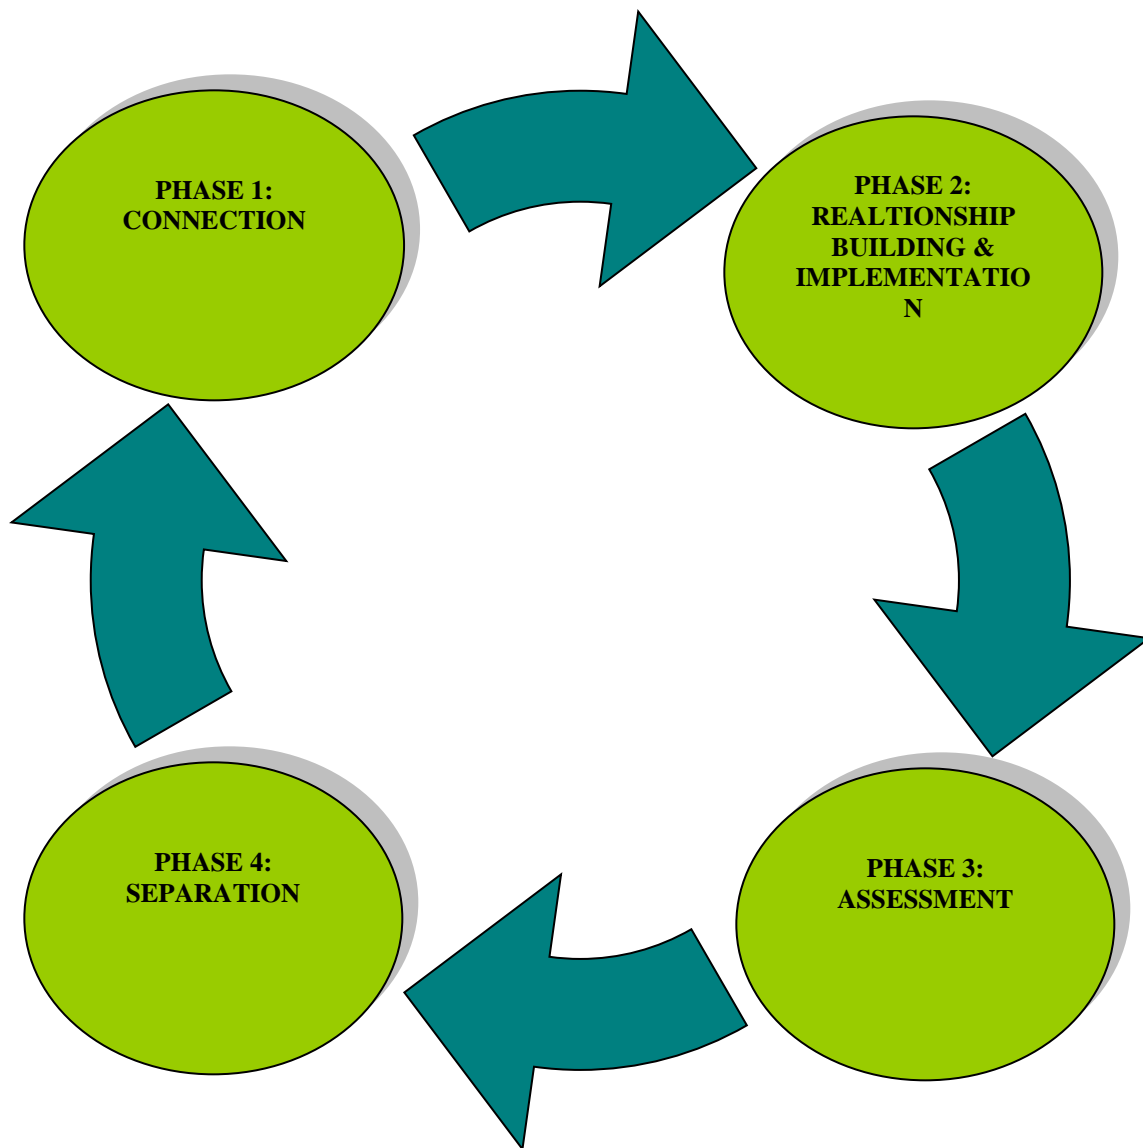 PHASE 1:
CONNECTION
PHASE 2:
REALTIONSHIP
BUILDING &
IMPLEMENTATIO
N
PHASE 4:
SEPARATION
PHASE 3:
ASSESSMENT